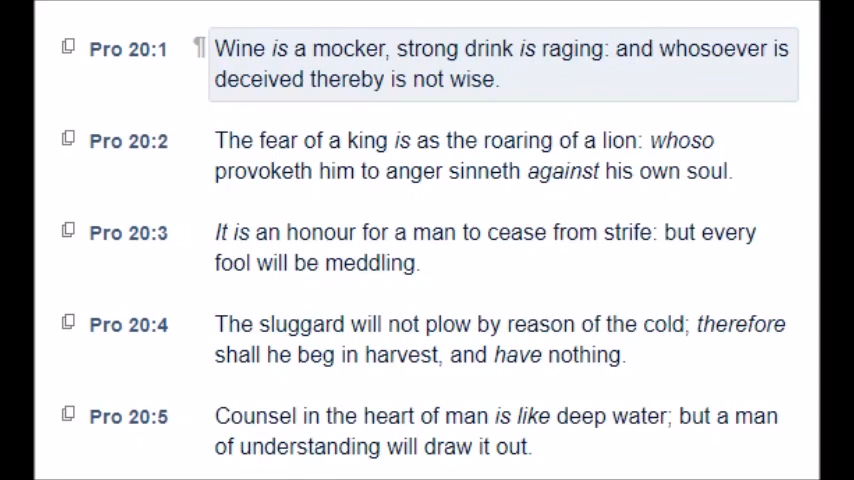 Pro 20:1 ¶ Wine is a mocker, strong drink is raging: and whosoever is
deceived thereby is not wise.
Pro 20:2 The fear of a king is as the roaring of a lion: whoso
provoketh him to anger sinneth against his own soul.
Pro 20:3 It is an honour for a man to cease from strife: but every
fool will be meddling.
Pro 20:4 The sluggard will not plow by reason of the cold; therefore
shall he beg in harvest, and have nothing.
Pro 20:5 Counsel in the heart of man is like deep water; but a man
of understanding will draw it out.